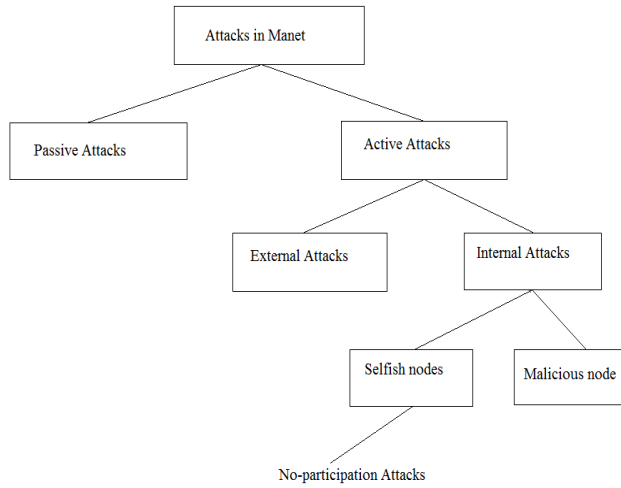 Attacks in Manet
Passive Attacks
Active Attacks
External Attacks
Internal Attacks
Selfish nodes
Malicious node
No-participation Attacks